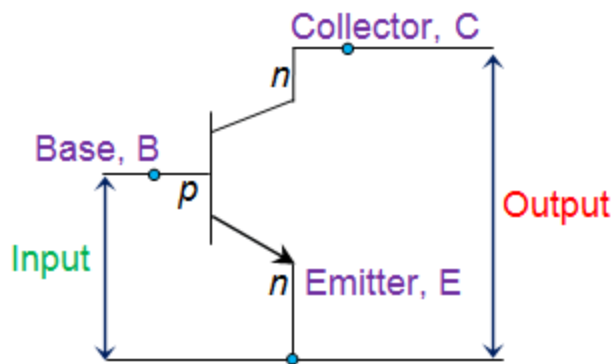 Collector, C
n
Base, B
p
Output
Input
n
Emitter, E